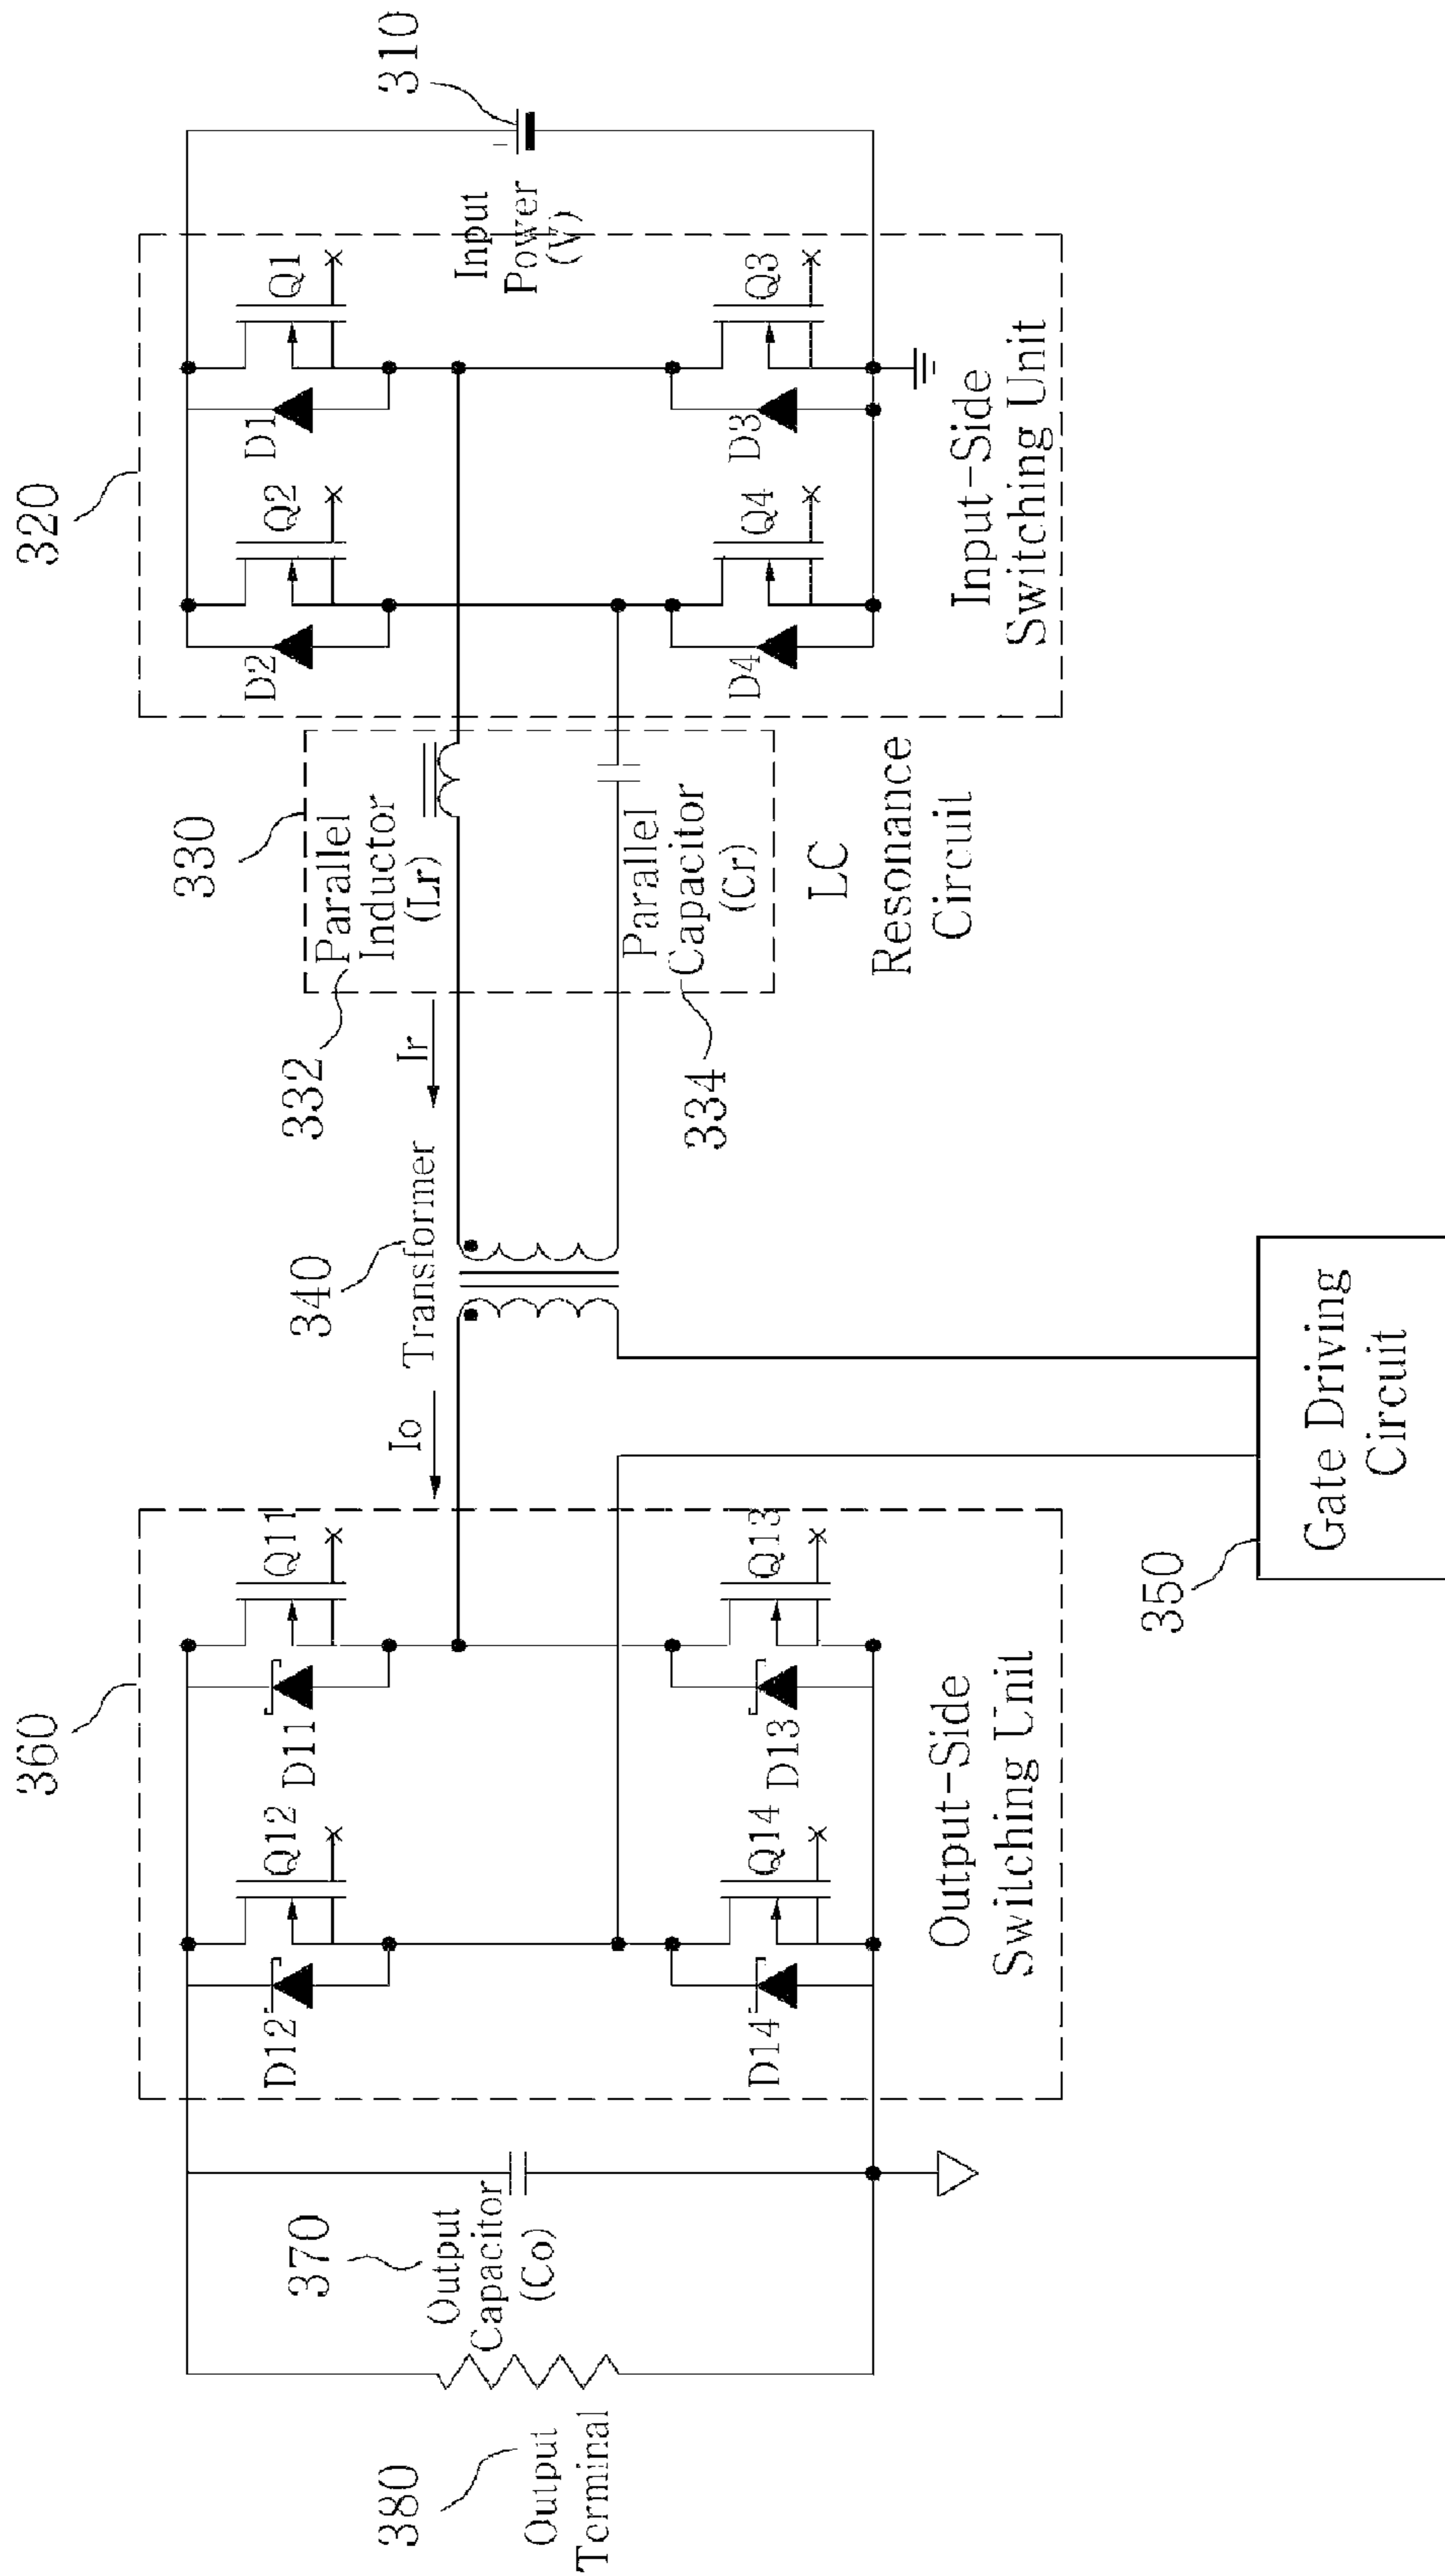 310
Input
Power
(V)
320
Q1
D1
Q2
D2
Q3
D3
Q4
D4
Input-Side
Switching Unit
330
Parallel
Inductor
(Lr)
332
Parallel
Capacitor
(Cr)
334
LC
Resonance
Circuit
Ir
340
Transformer
Io
350
Gate Driving
Circuit
360
Q11
D11
Q12
D12
Q13
D13
Q14
D14
Output-Side
Switching Unit
370
Output
Capacitor
(Co)
380
Output
Terminal